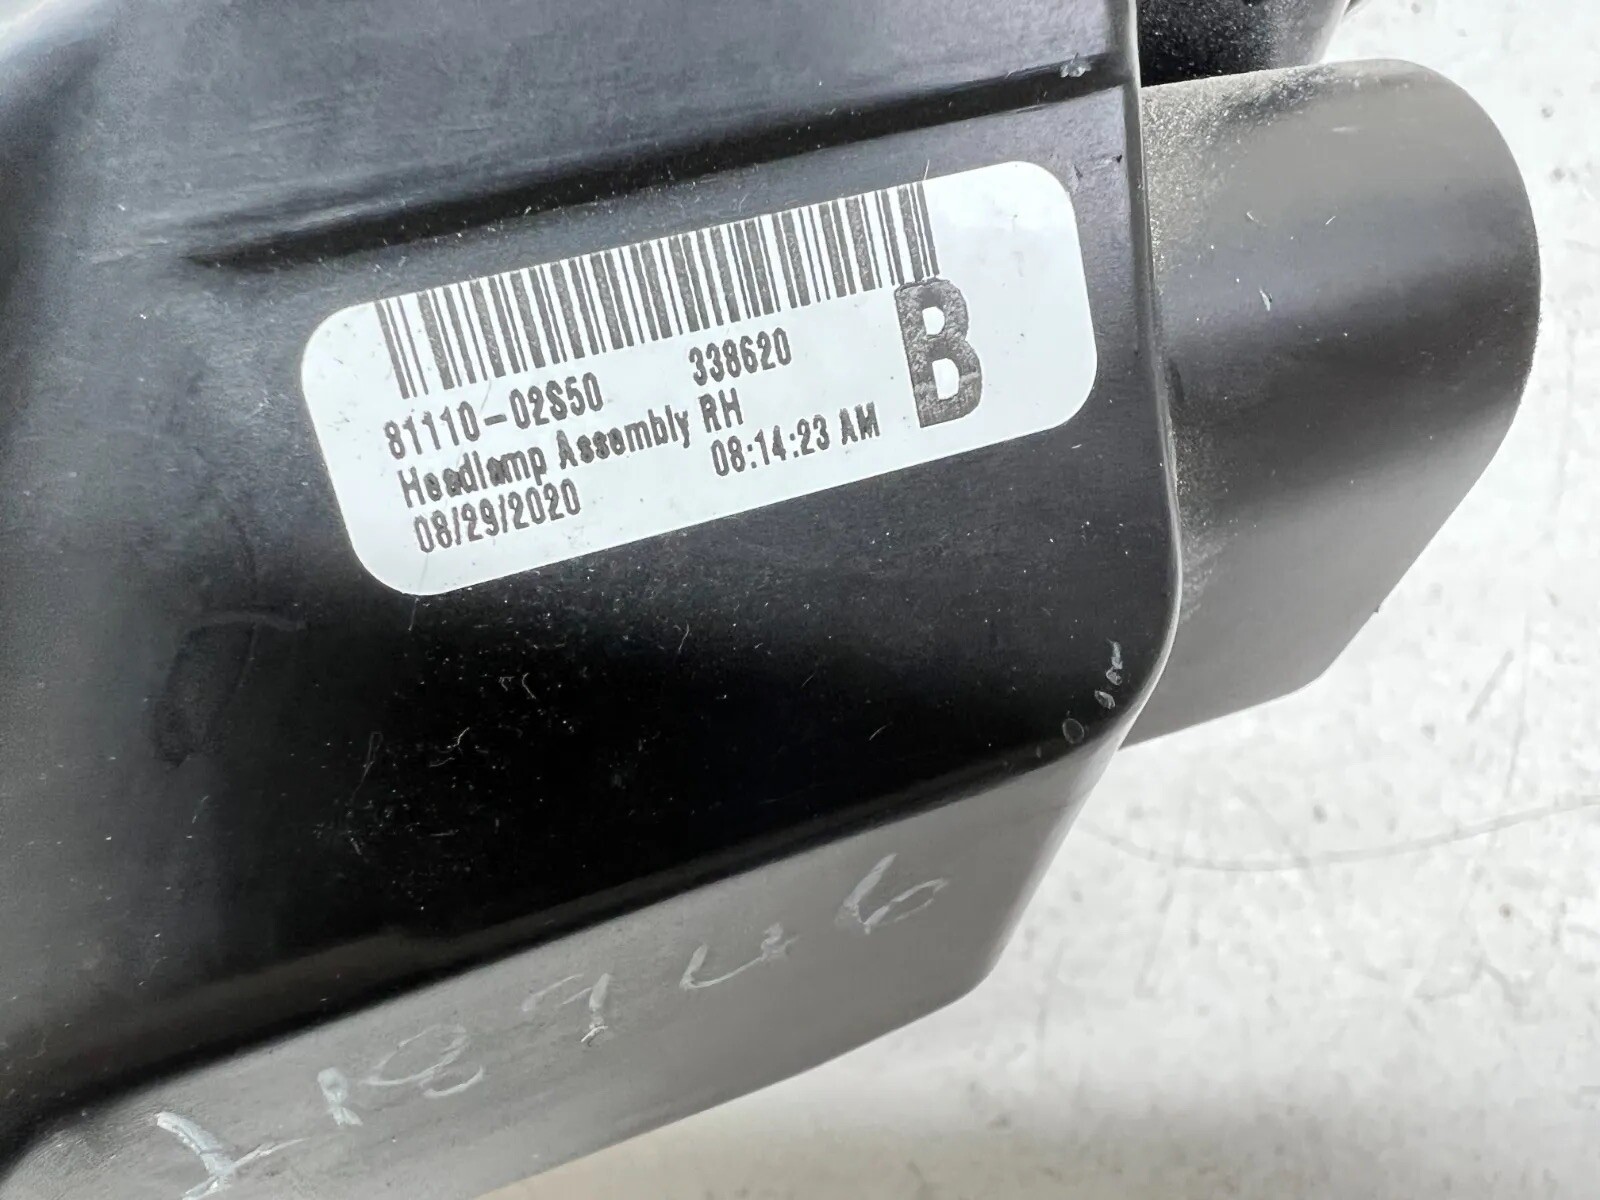 81110-02S50 338620
Headlamp Assembly RH
08/29/2020 08:14:23 AM
B